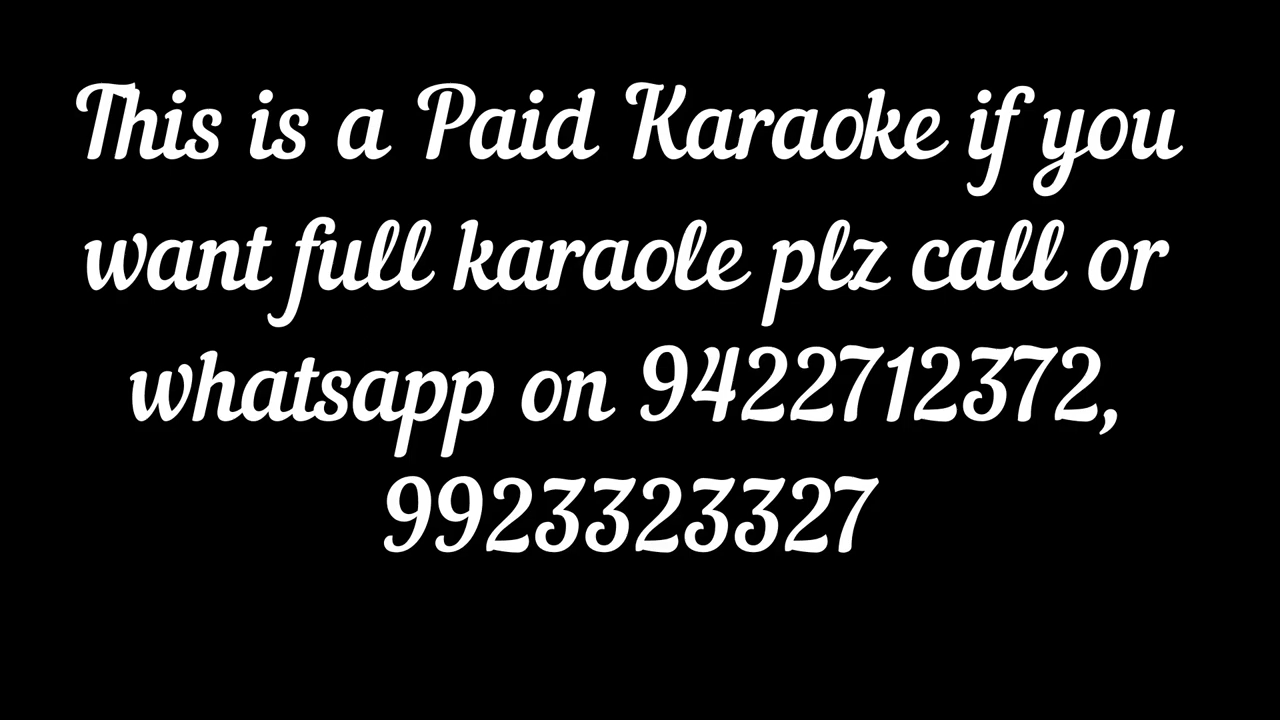 This is a Paid Karaoke if you
want full karaole plz call or
whatsapp on 9422712372,
9923323327